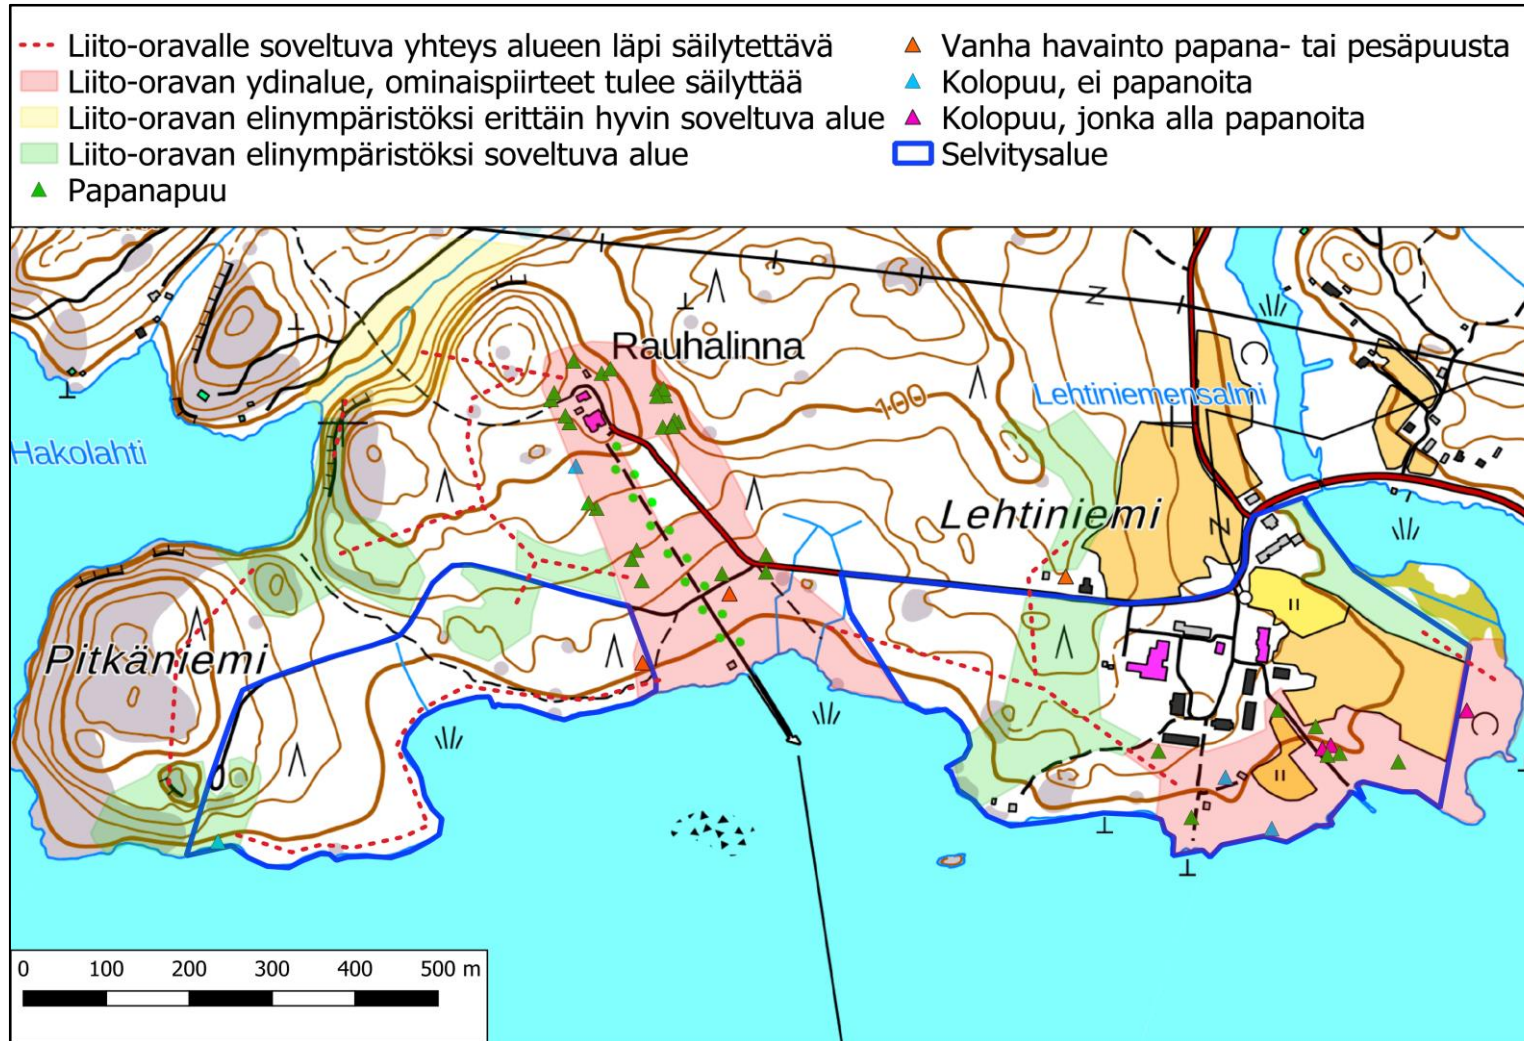 Liito-oravalle soveltuva yhteys alueen läpi säilytettävä
Liito-oravan ydinalue, ominaispiirteet tulee säilyttää
Liito-oravan elinympäristöksi erittäin hyvin soveltuva alue
Liito-oravan elinympäristöksi soveltuva alue
Papanapuu
Vanha havainto papana- tai pesäpuusta
Kolopuu, ei papanoita
Kolopuu, jonka alla papanoita
Selvitysalue
Rauhalinna
Lehtiniemensalmi
100
Hakolahti
Lehtiniemi
Pitkäniemi
0 100 200 300 400 500 m